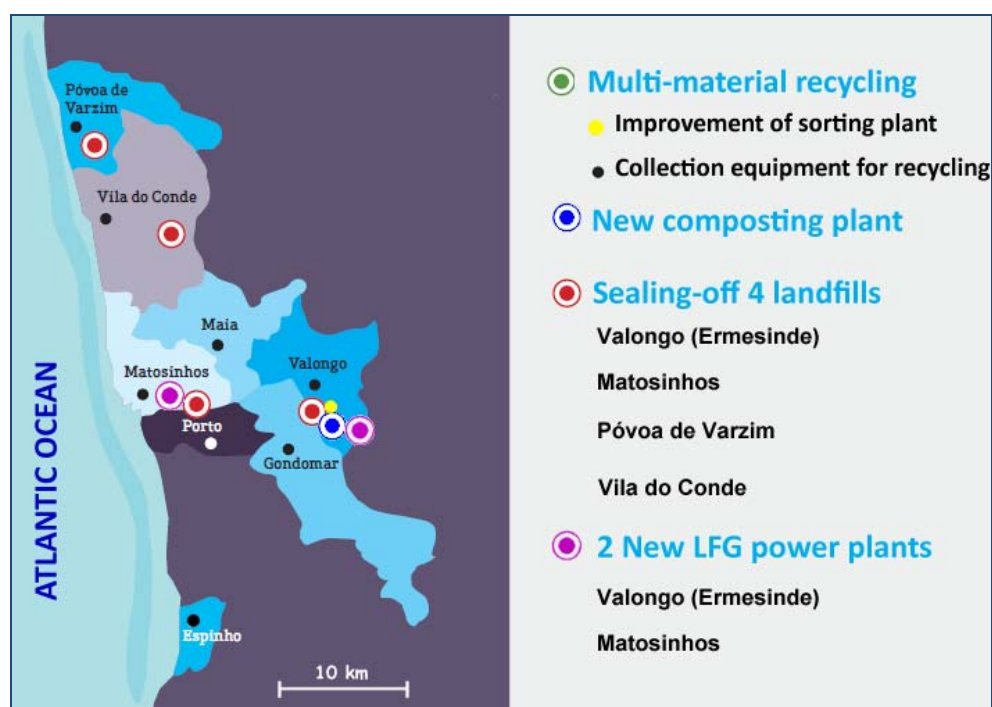 Póvoa de
Varzim
Vila do Conde
Maia
Matosinhos
Valongo
Porto
Gondomar
Espinho
ATLANTIC OCEAN
10 km
Multi-material recycling
Improvement of sorting plant
Collection equipment for recycling
New composting plant
Sealing-off 4 landfills
Valongo (Ermesinde)
Matosinhos
Póvoa de Varzim
Vila do Conde
2 New LFG power plants
Valongo (Ermesinde)
Matosinhos